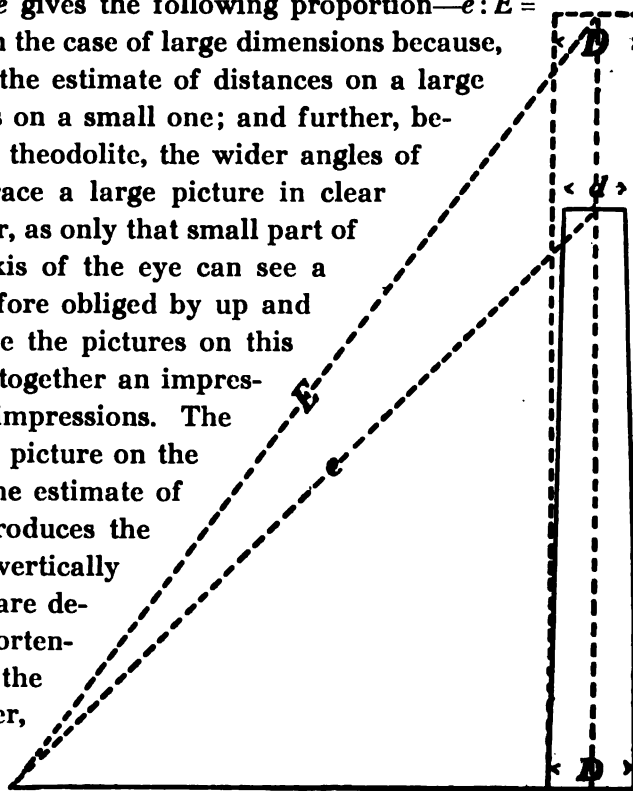 e gives the following proportion—e : E =
n the case of large dimensions because,
the estimate of distances on a large
s on a small one; and further, be-
theodolite, the wider angles of
race a large picture in clear
r, as only that small part of
xis of the eye can see a
fore obliged by up and
e the pictures on this
together an impres-
impressions. The
picture on the
ne estimate of
roduces the
vertically
are de-
orten-
the
er,
D
d
E
e
D